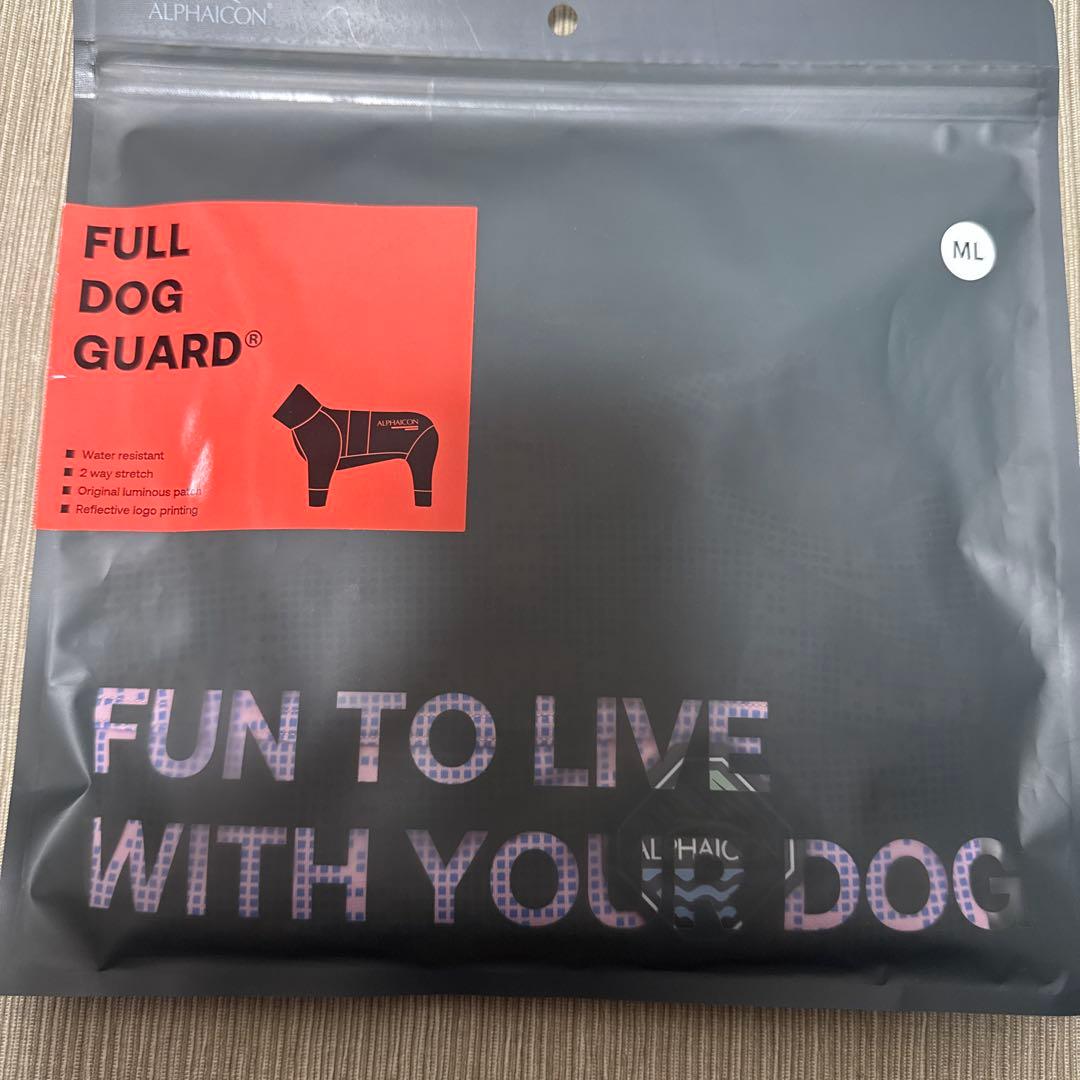 ALPHAICON®
FULL
DOG
GUARD®
ML
ALPHAICON
Water resistant
2 way stretch
Original luminous patch
Reflective logo printing
FUN TO LIVE
WITH YOUR DOG
ALPHAIC